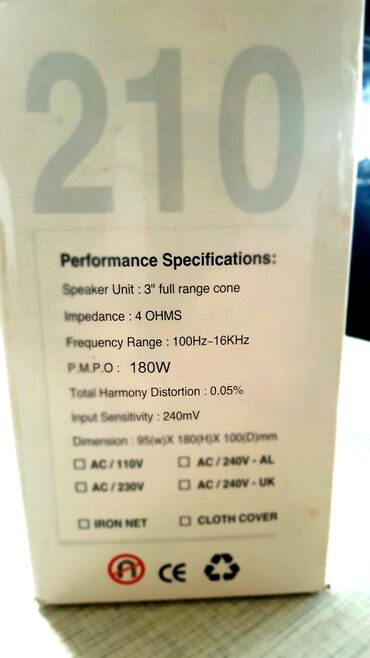 210
Performance Specifications:
Speaker Unit : 3" full range cone
Impedance : 4 OHMS
Frequency Range : 100Hz~16KHz
P.M.P.O : 180W
Total Harmony Distortion : 0.05%
Input Sensitivity : 240mV
Dimension : 95(w)X 180(H)X 100(D)mm
☐ AC / 110V ☐ AC / 240V - AL
☐ AC / 230V ☐ AC / 240V - UK
☐ IRON NET ☐ CLOTH COVER
CE